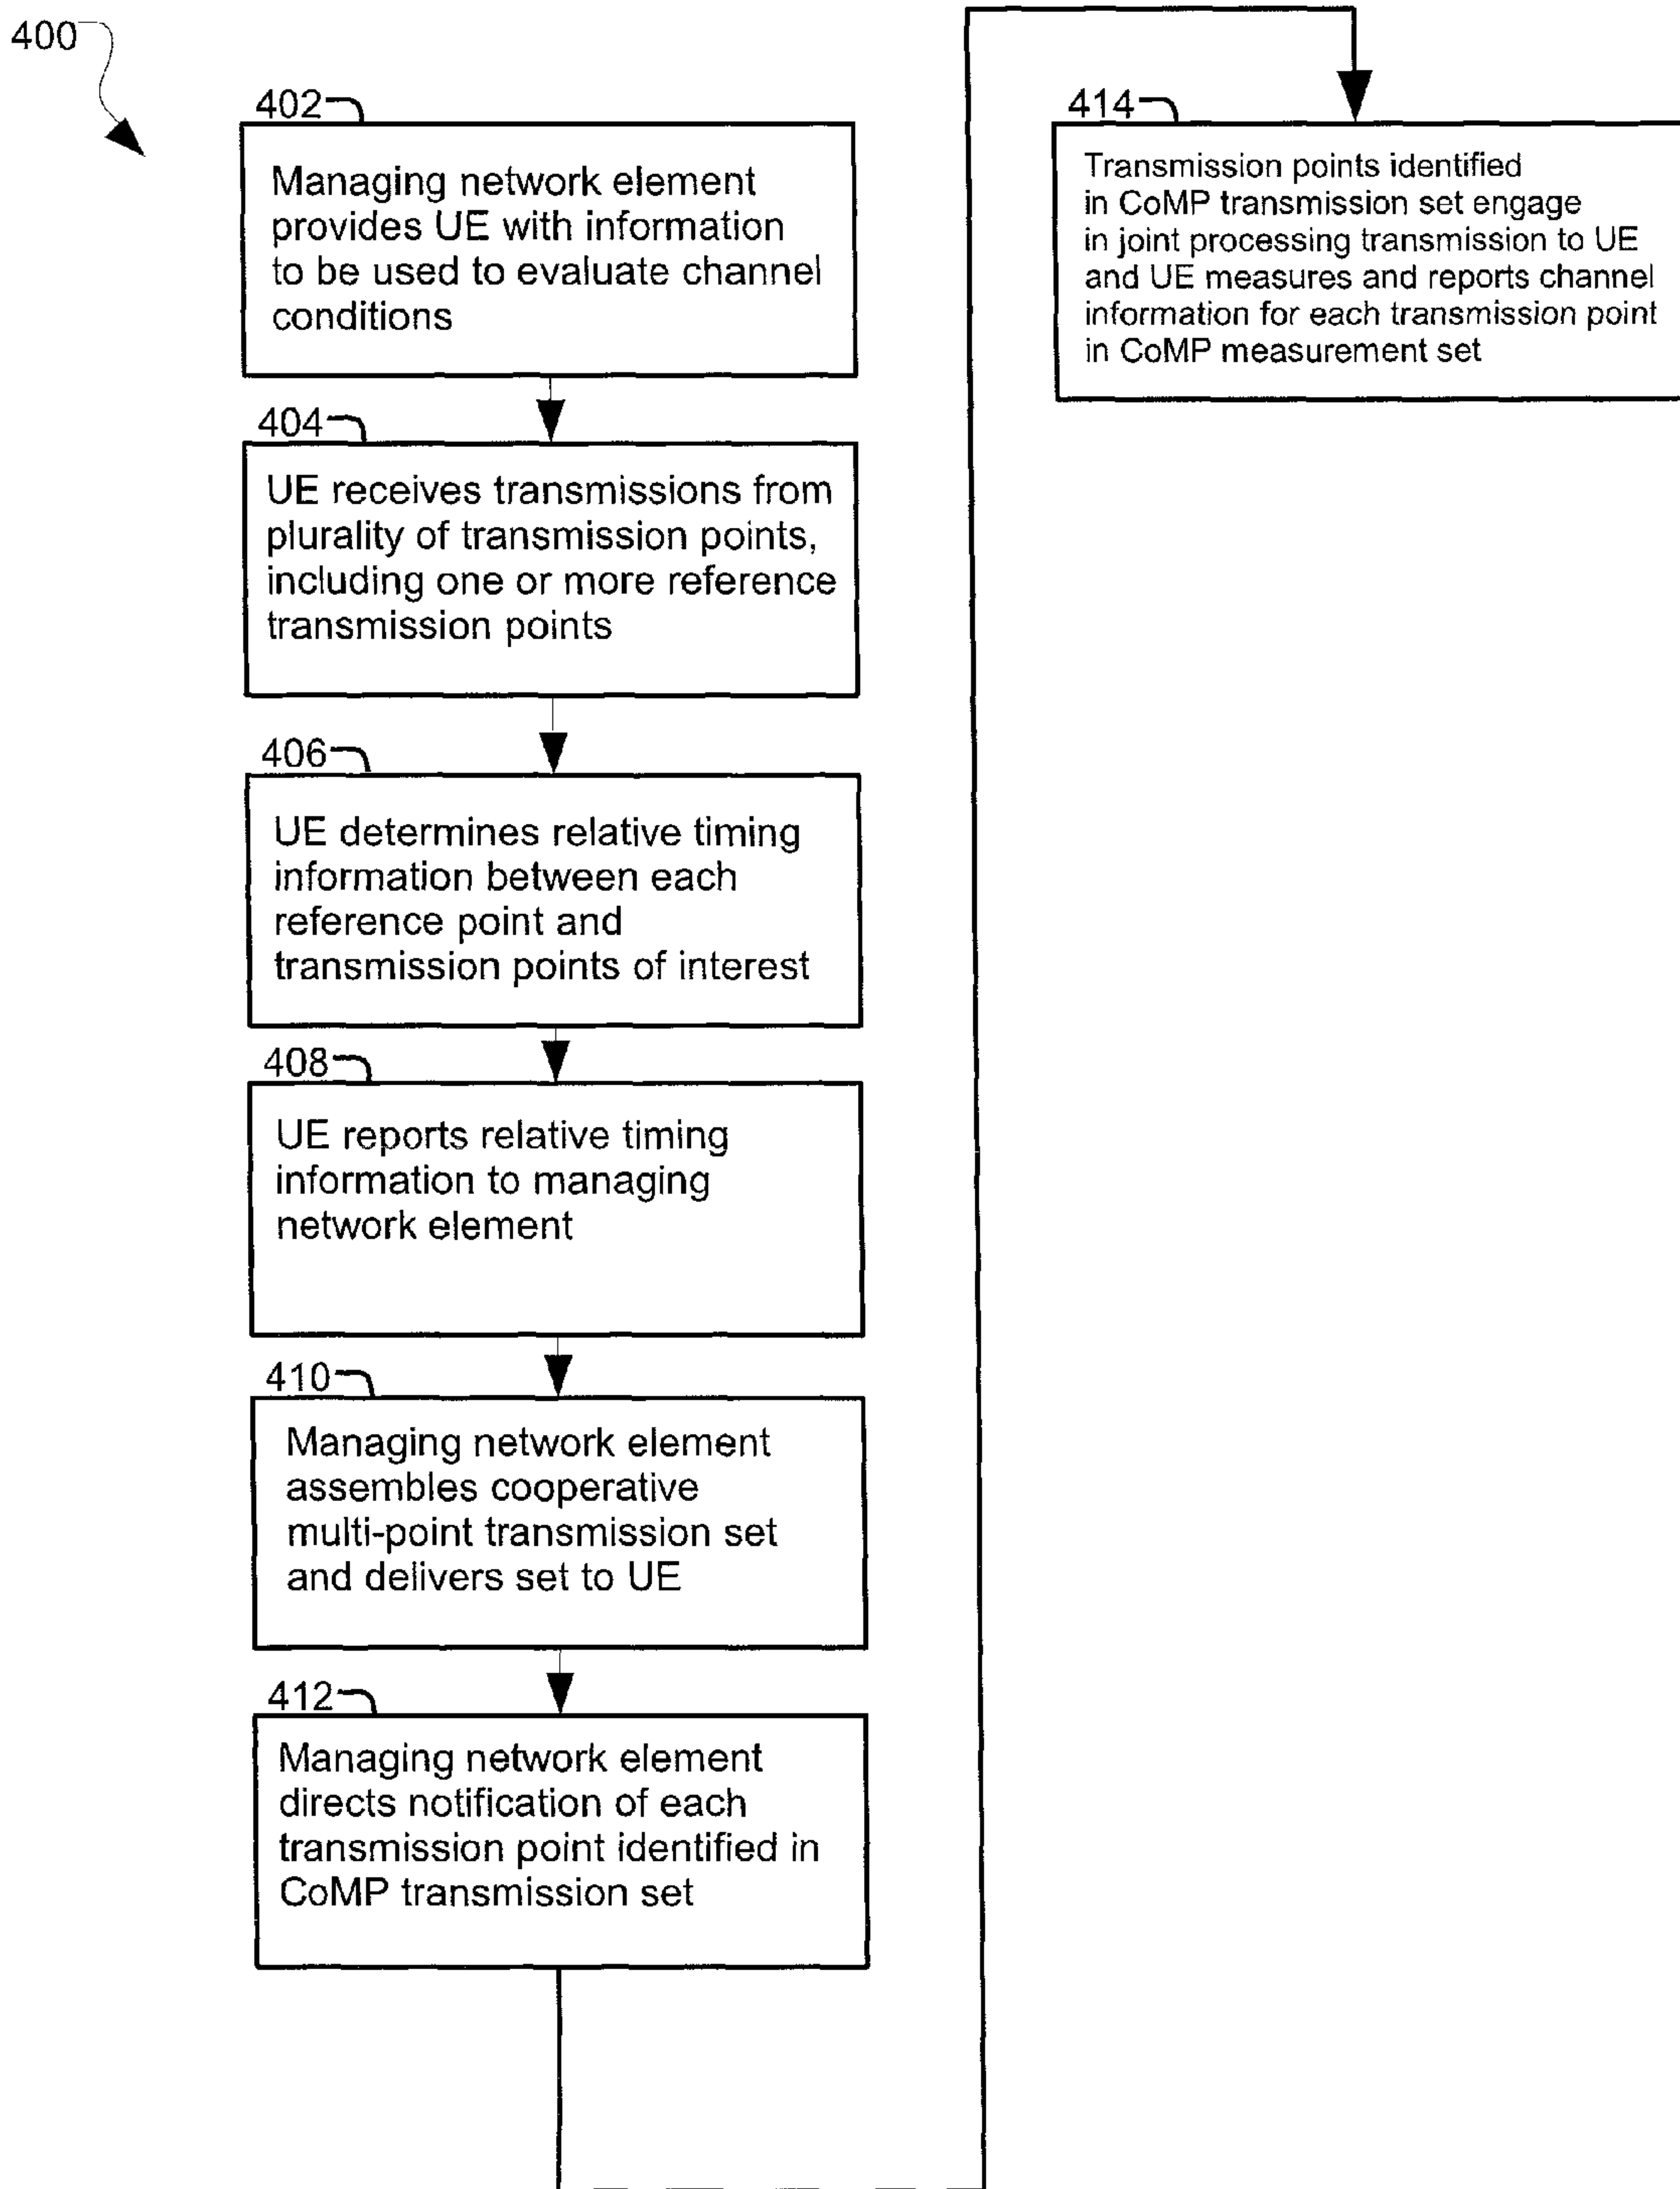 400
402
Managing network element
provides UE with information
to be used to evaluate channel
conditions
404
UE receives transmissions from
plurality of transmission points,
including one or more reference
transmission points
406
UE determines relative timing
information between each
reference point and
transmission points of interest
408
UE reports relative timing
information to managing
network element
410
Managing network element
assembles cooperative
multi-point transmission set
and delivers set to UE
412
Managing network element
directs notification of each
transmission point identified in
CoMP transmission set
414
Transmission points identified
in CoMP transmission set engage
in joint processing transmission to UE
and UE measures and reports channel
information for each transmission point
in CoMP measurement set